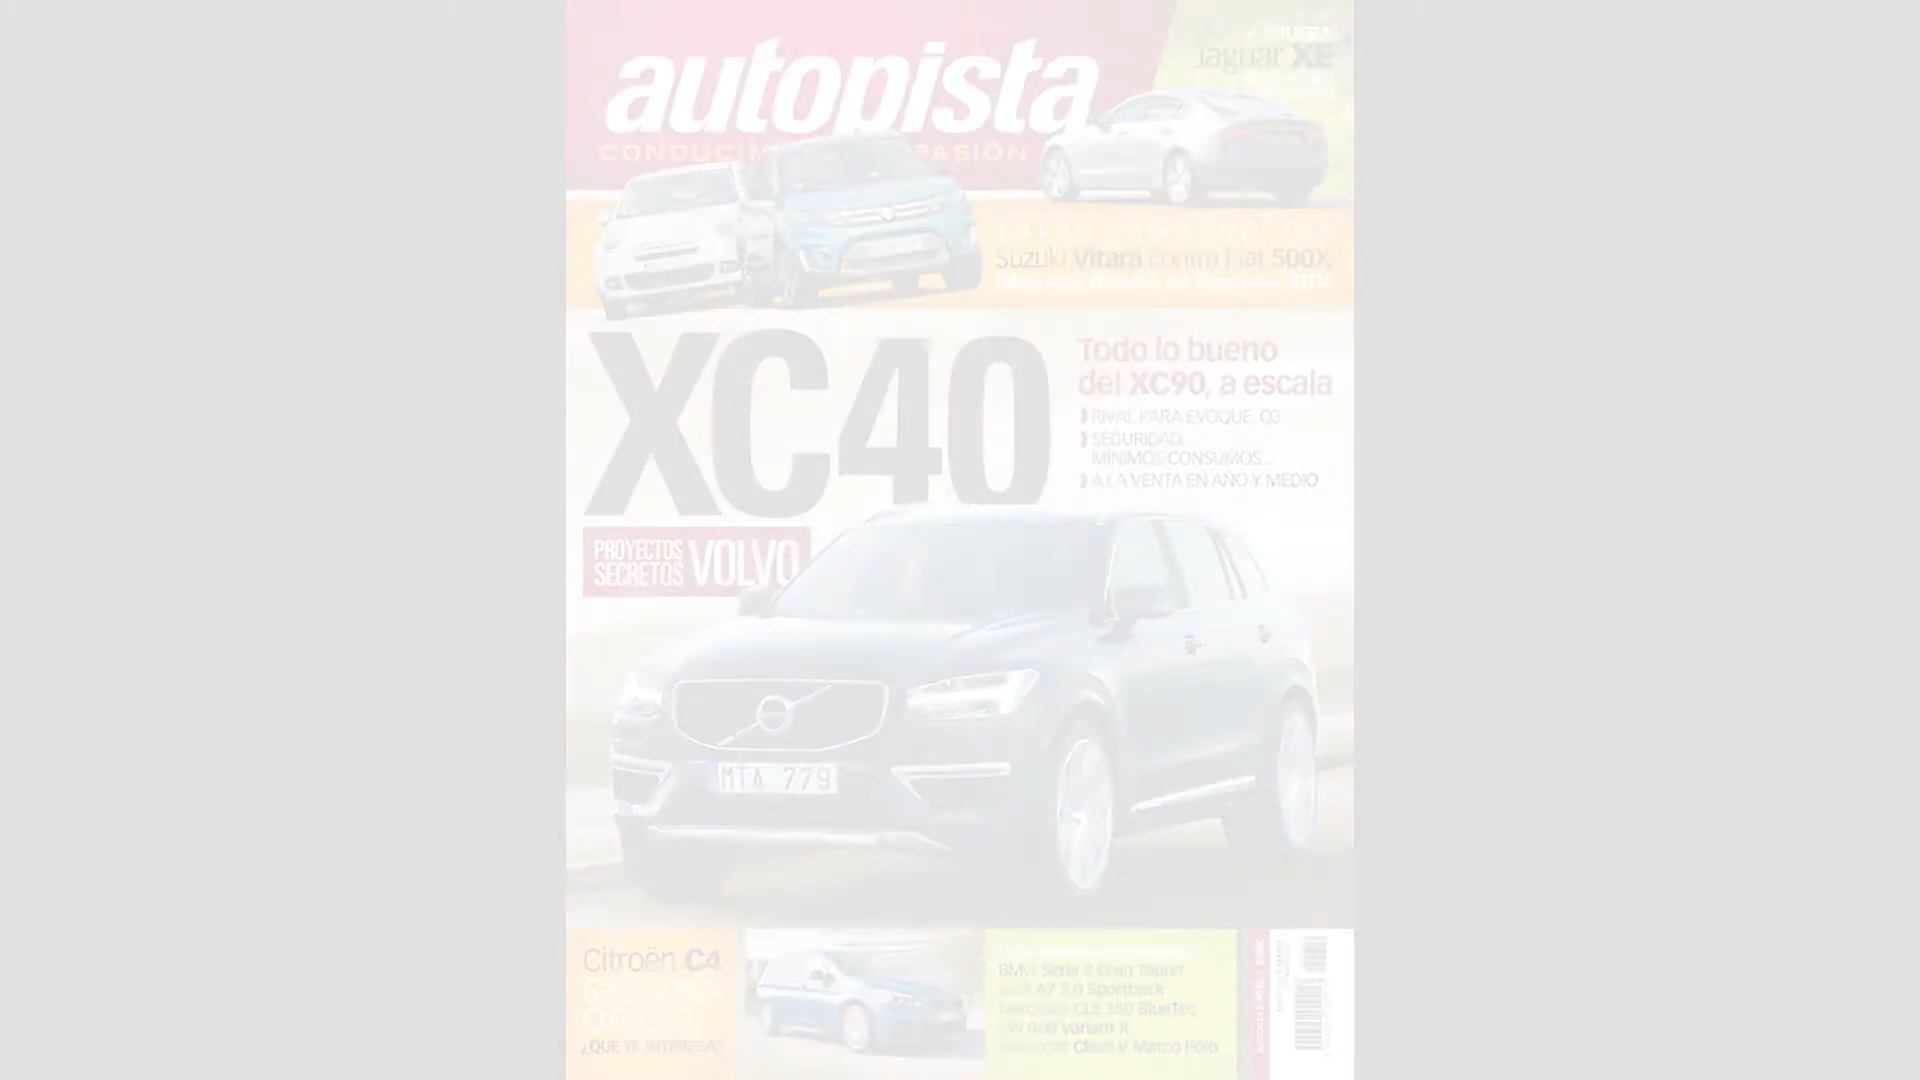 autopista
PRUEBA
Jaguar XE
Suzuki Vitara contra Fiat 500X
XC40
Todo lo bueno
del XC90, a escala
RIVAL PARA EVOQUE, Q3
SEGURIDAD,
MÍNIMOS CONSUMOS...
A LA VENTA EN AÑO Y MEDIO
PROYECTOS
SECRETOS
VOLVO
MTA 779
Citroën C4
¿QUÉ TE INTERESA?
BMW Serie 2 Gran Tourer
Audi A7 3.0 Sportback
Mercedes CLS 350 BlueTec
VW Golf Variant R
Mercedes Clase V Marco Polo